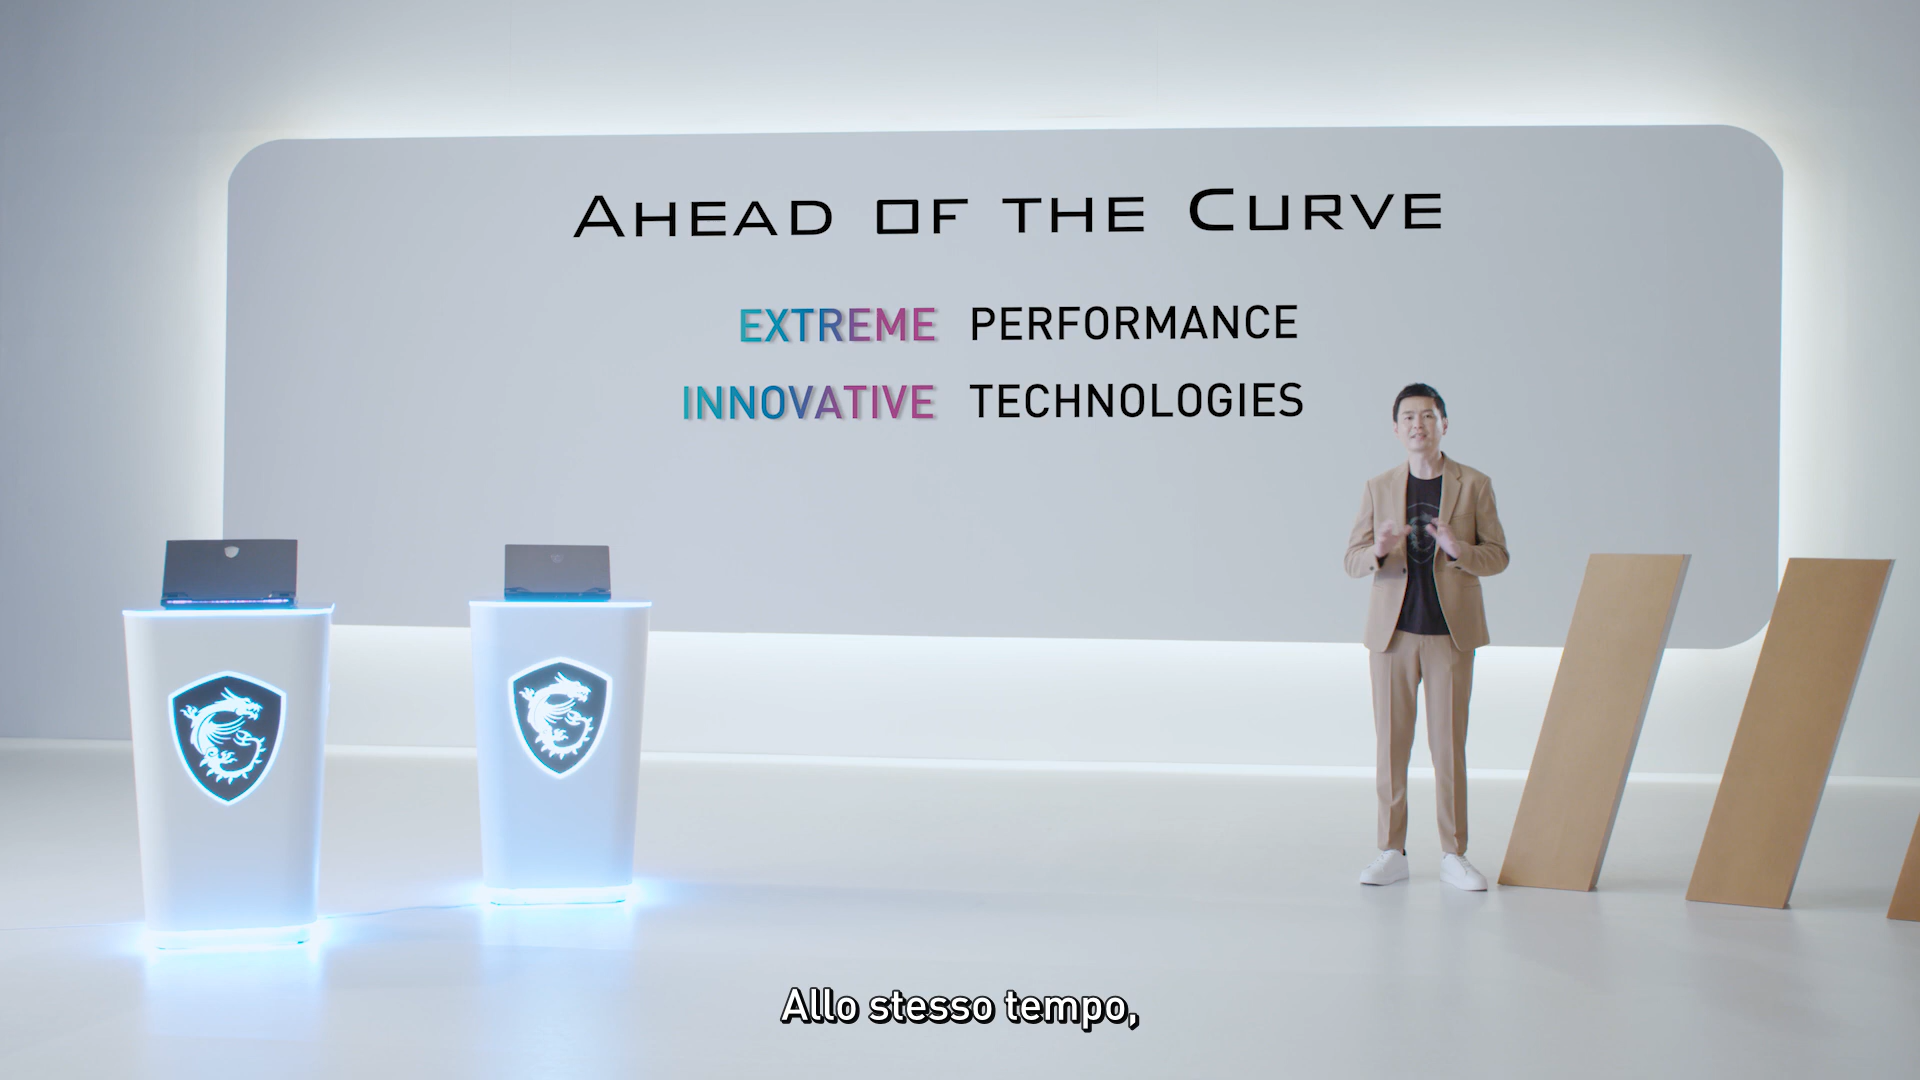 AHEAD OF THE CURVE
EXTREME PERFORMANCE
INNOVATIVE TECHNOLOGIES
Allo stesso tempo,